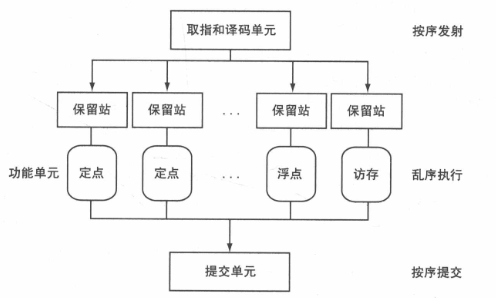 取指和译码单元 按序发射
保留站 保留站 ... 保留站 保留站
功能单元 定点 定点 ... 浮点 访存 乱序执行
提交单元 按序提交